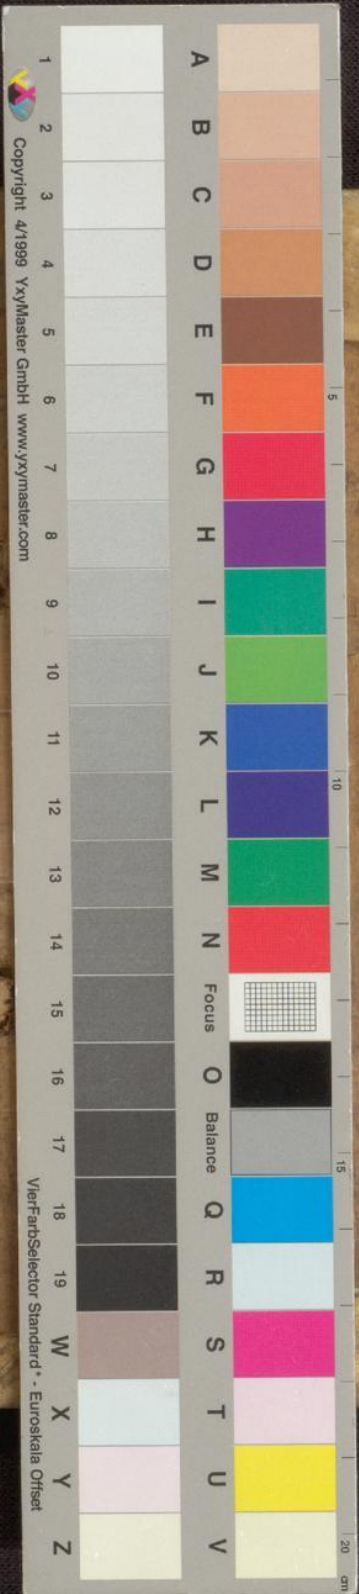 5 10 15 20 cm
A B C D E F G H I J K L M N Focus O Balance Q R S T U V
1 2 3 4 5 6 7 8 9 10 11 12 13 14 15 16 17 18 19 W X Y Z
YXY Copyright 4/1999 YxyMaster GmbH www.yxymaster.com VierFarbSelector Standard* - Euroskala Offset